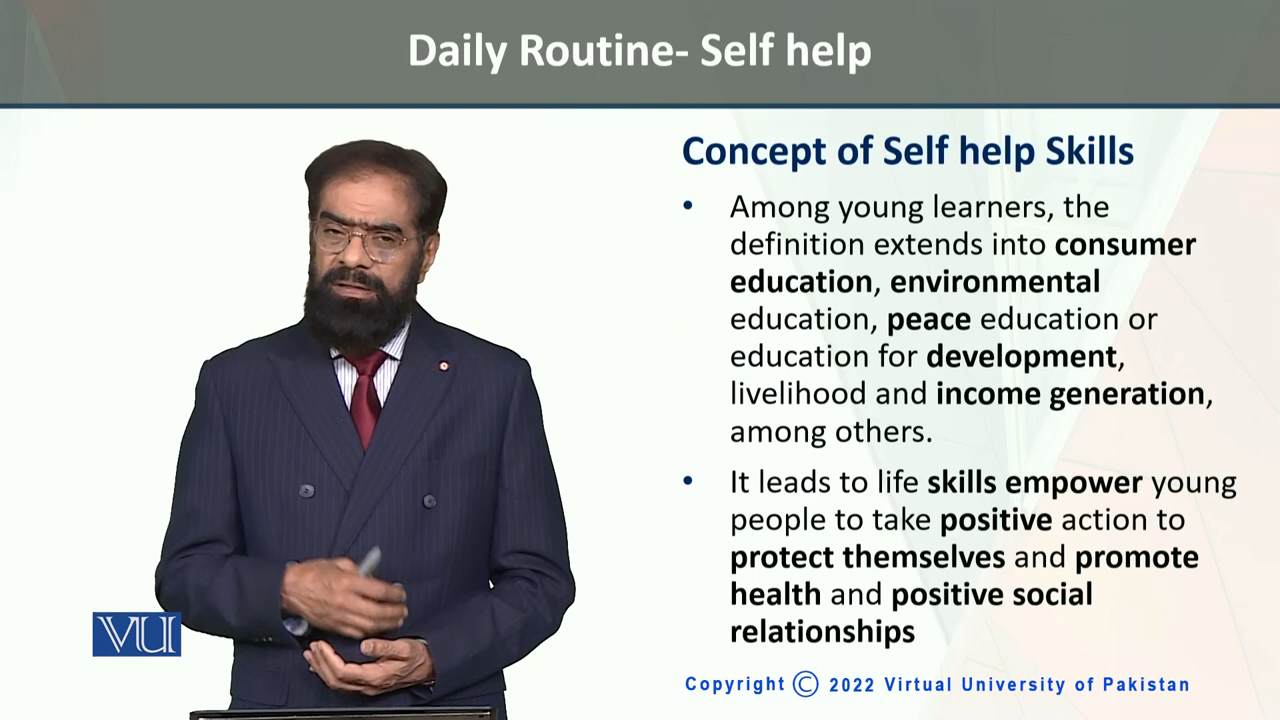 Daily Routine- Self help
Concept of Self help Skills
• Among young learners, the
definition extends into consumer
education, environmental
education, peace education or
education for development,
livelihood and income generation,
among others.
• It leads to life skills empower young
people to take positive action to
protect themselves and promote
health and positive social
relationships
VU
Copyright © 2022 Virtual University of Pakistan